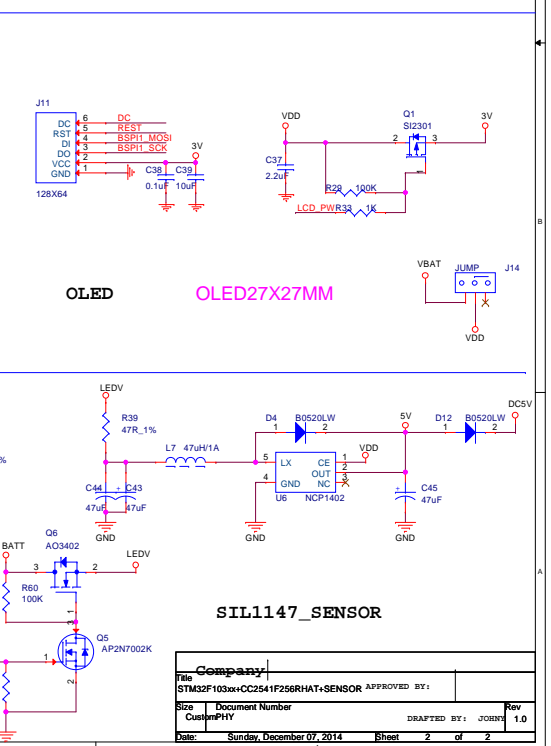 J11
DC 6 DC
RST 5 REST
DI 4 BSPI1_MOSI
DO 3 BSPI1_SCK
VCC 2
GND 1
128X64
3V
C38 C39
0.1uF 10uF
VDD
C37
2.2uF
Q1
SI2301
2 3
1
3V
R29 100K
LCD_PW R33 1K
B
OLED
OLED27X27MM
VBAT
JUMP J14
VDD
LEDV
R39
47R_1%
L7 47uH/1A
D4 B0520LW
1 2
5V
D12 B0520LW
1 2
DC5V
VDD
5 LX CE 1
OUT 2
4 GND NC 3
U6 NCP1402
%
C44 C43
47uF 47uF
GND
GND
C45
47uF
GND
A
Q6
AO3402
BATT
3 2
LEDV
R60
100K
1
3
Q5
AP2N7002K
1
2
SIL1147_SENSOR
Company
Title
STM32F103xx+CC2541F256RHAT+SENSOR APPROVED BY:
Size Document Number Rev
CustomPHY DRAFTED BY: JOHNY 1.0
Date: Sunday, December 07, 2014 Sheet 2 of 2